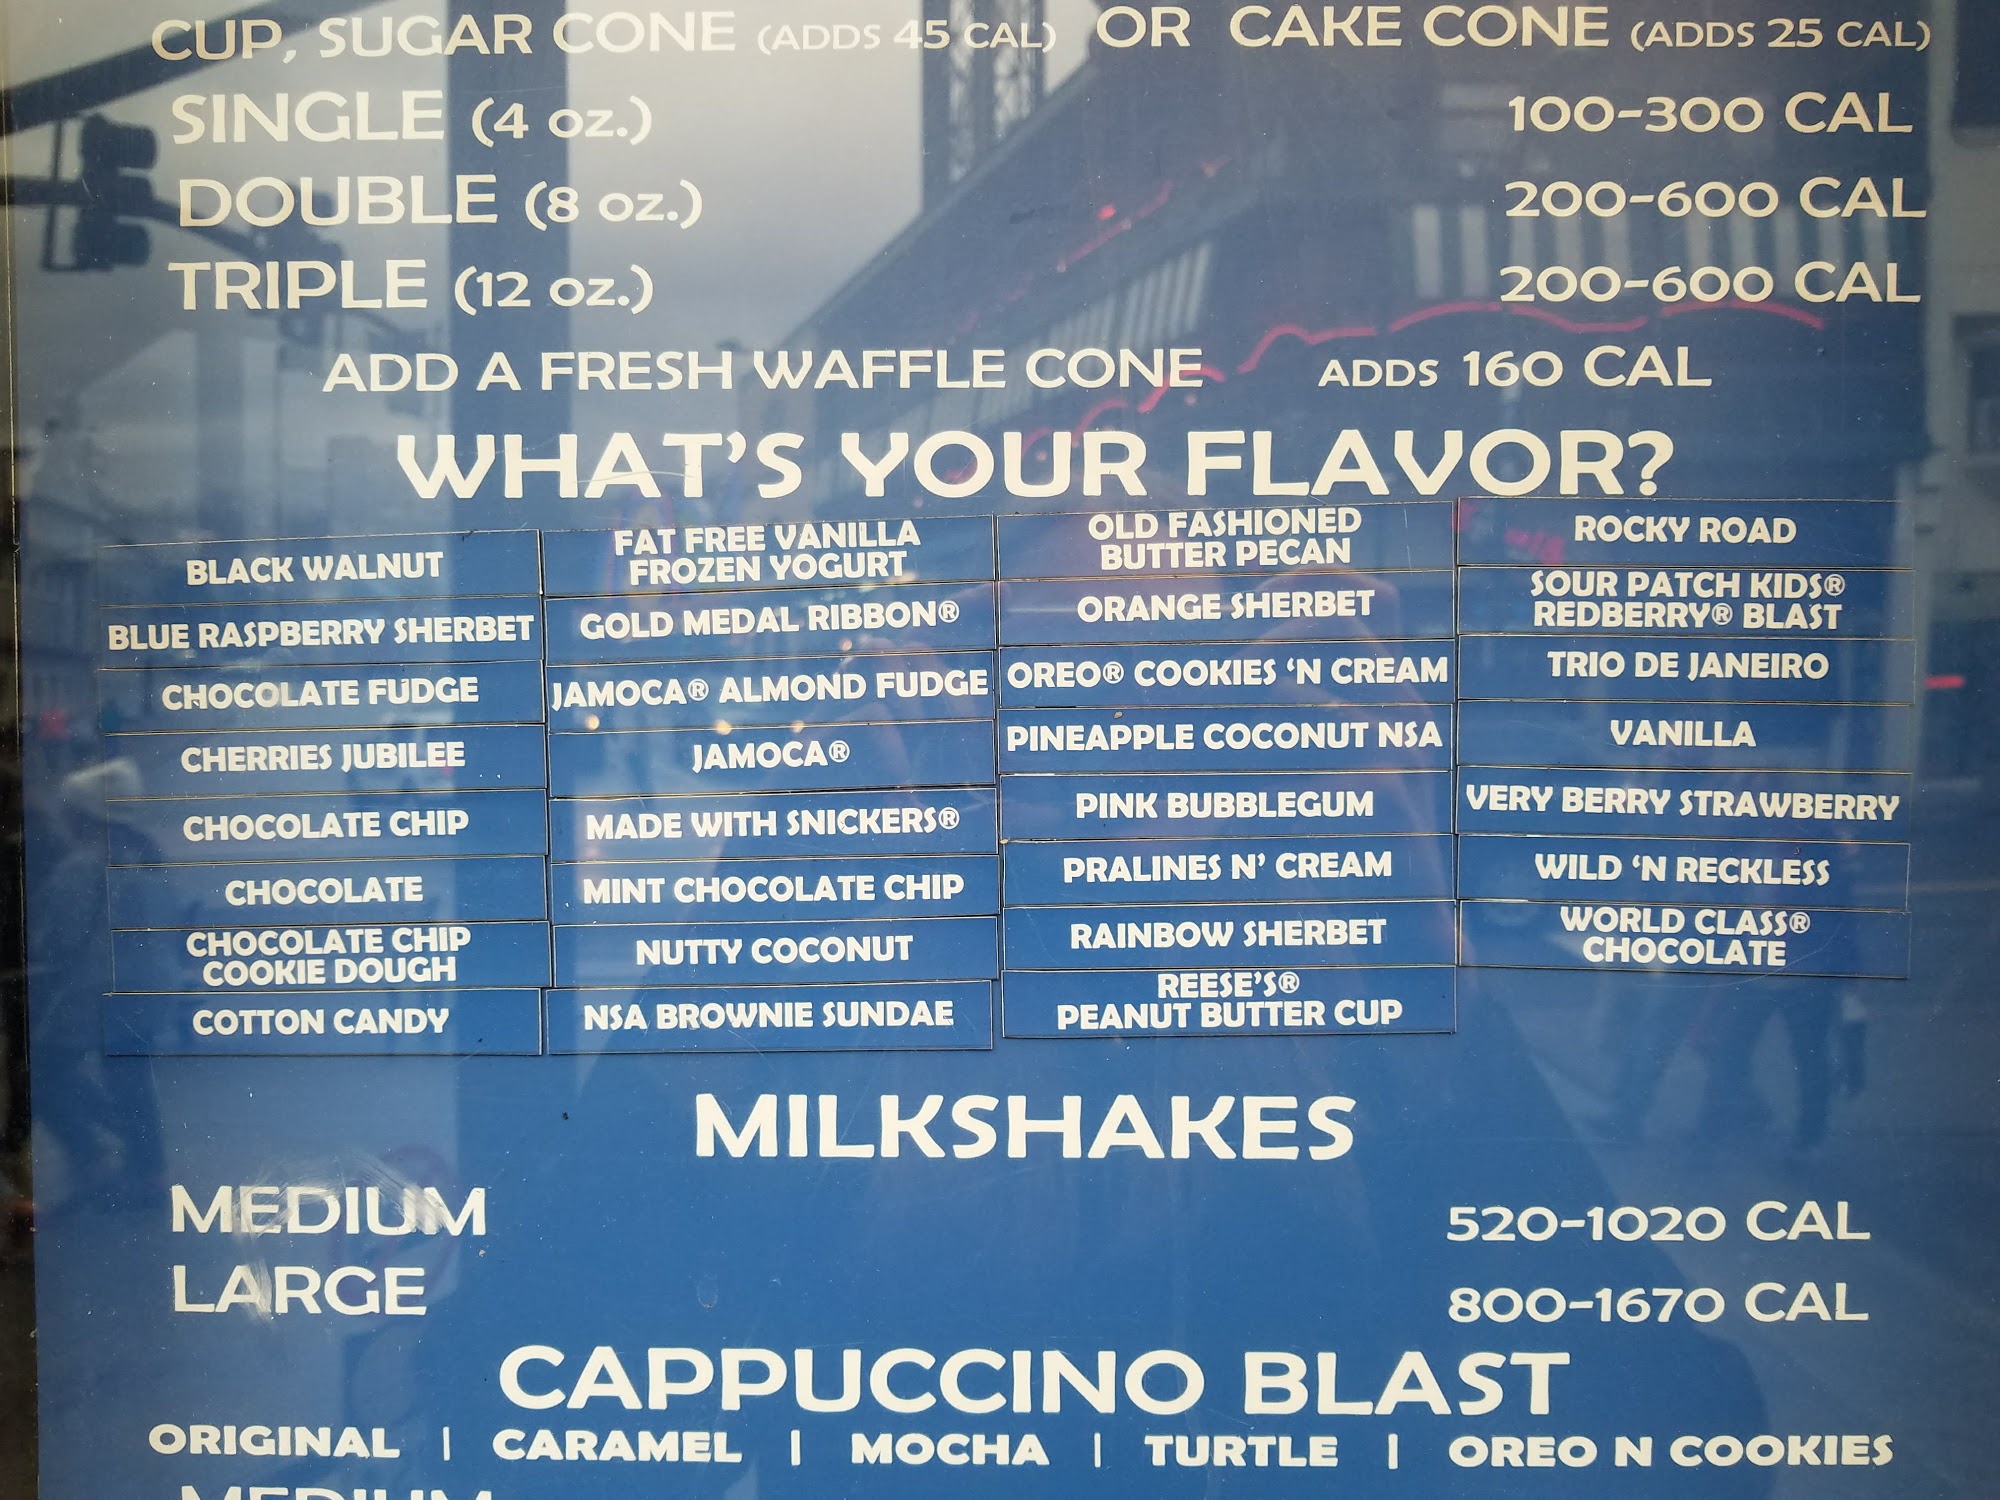 CUP, SUGAR CONE (ADDS 45 CAL) OR CAKE CONE (ADDS 25 CAL)
SINGLE (4 OZ.) 100-300 CAL
DOUBLE (8 OZ.) 200-600 CAL
TRIPLE (12 OZ.) 200-600 CAL
ADD A FRESH WAFFLE CONE ADDS 160 CAL
WHAT'S YOUR FLAVOR?
BLACK WALNUT
BLUE RASPBERRY SHERBET
CHOCOLATE FUDGE
CHERRIES JUBILEE
CHOCOLATE CHIP
CHOCOLATE
CHOCOLATE CHIP
COOKIE DOUGH
COTTON CANDY
FAT FREE VANILLA
FROZEN YOGURT
GOLD MEDAL RIBBON®
JAMOCA® ALMOND FUDGE
JAMOCA®
MADE WITH SNICKERS®
MINT CHOCOLATE CHIP
NUTTY COCONUT
NSA BROWNIE SUNDAE
OLD FASHIONED
BUTTER PECAN
ORANGE SHERBET
OREO® COOKIES 'N CREAM
PINEAPPLE COCONUT NSA
PINK BUBBLEGUM
PRALINES N' CREAM
RAINBOW SHERBET
REESE'S®
PEANUT BUTTER CUP
ROCKY ROAD
SOUR PATCH KIDS®
REDBERRY® BLAST
TRIO DE JANEIRO
VANILLA
VERY BERRY STRAWBERRY
WILD 'N RECKLESS
WORLD CLASS®
CHOCOLATE
MILKSHAKES
MEDIUM 520-1020 CAL
LARGE 800-1670 CAL
CAPPUCCINO BLAST
ORIGINAL | CARAMEL | MOCHA | TURTLE | OREO N COOKIES
MEDIUM